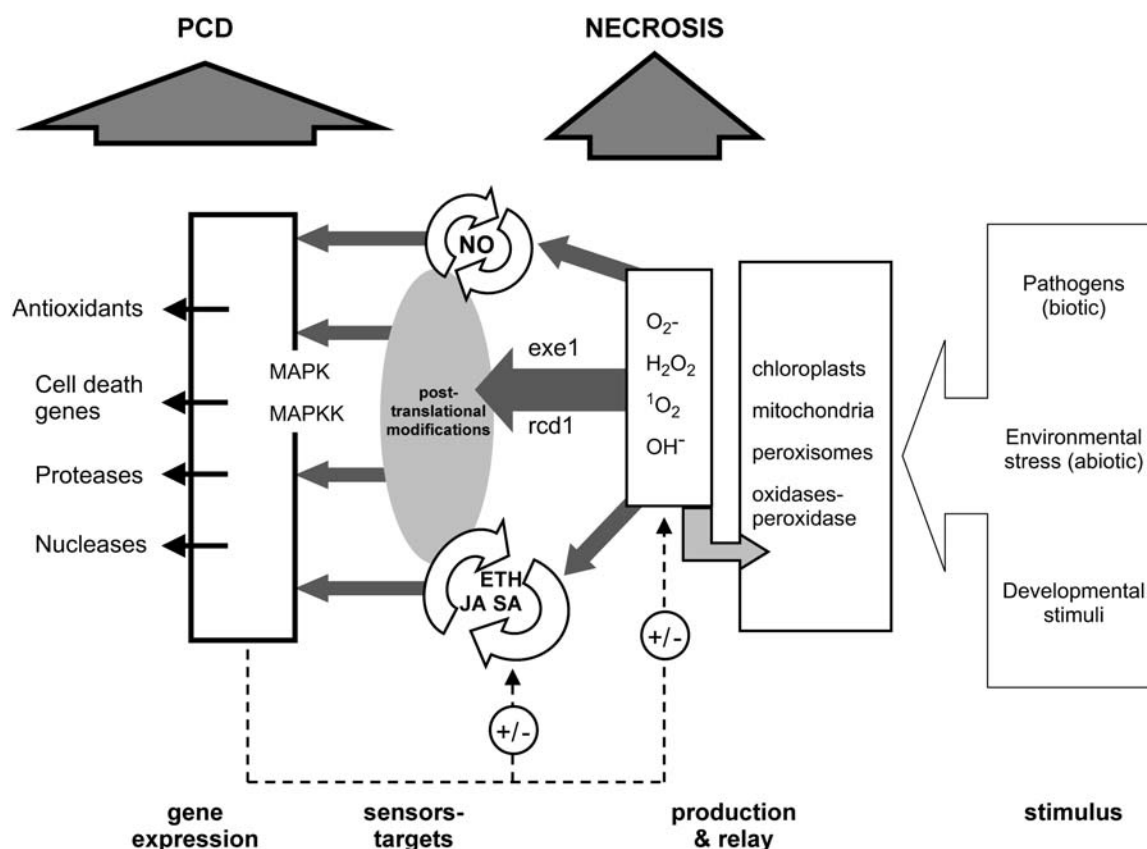 PCD
NECROSIS
NO
Pathogens
(biotic)
Antioxidants
Cell death
genes
Proteases
Nucleases
MAPK
MAPKK
post-
translational
modifications
exe1
rcd1
O₂-
H₂O₂
¹O₂
OH⁻
chloroplasts
mitochondria
peroxisomes
oxidases-
peroxidase
Environmental
stress (abiotic)
Developmental
stimuli
ETH
JA SA
+/-
+/-
gene
expression
sensors-
targets
production
& relay
stimulus